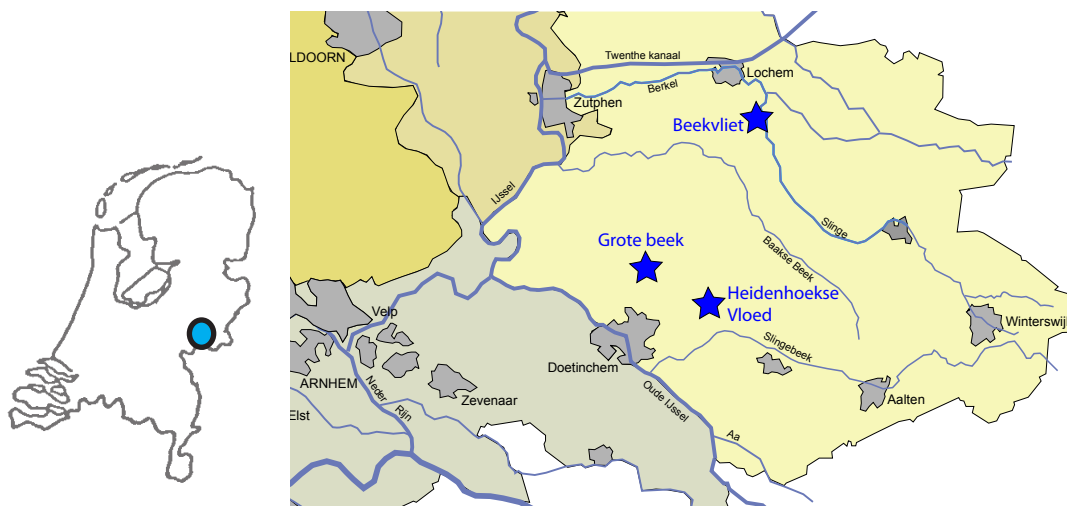 LDOORN
Twenthe kanaal
Lochem
Berkel
Zutphen
Beekvliet
IJssel
Slinge
Grote beek
Baakse Beek
Heidenhoekse
Vloed
Velp
Winterswijk
Slingebeek
Doetinchem
ARNHEM
Neder
Rijn
Zevenaar
Oude IJssel
Aalten
Elst
Aa